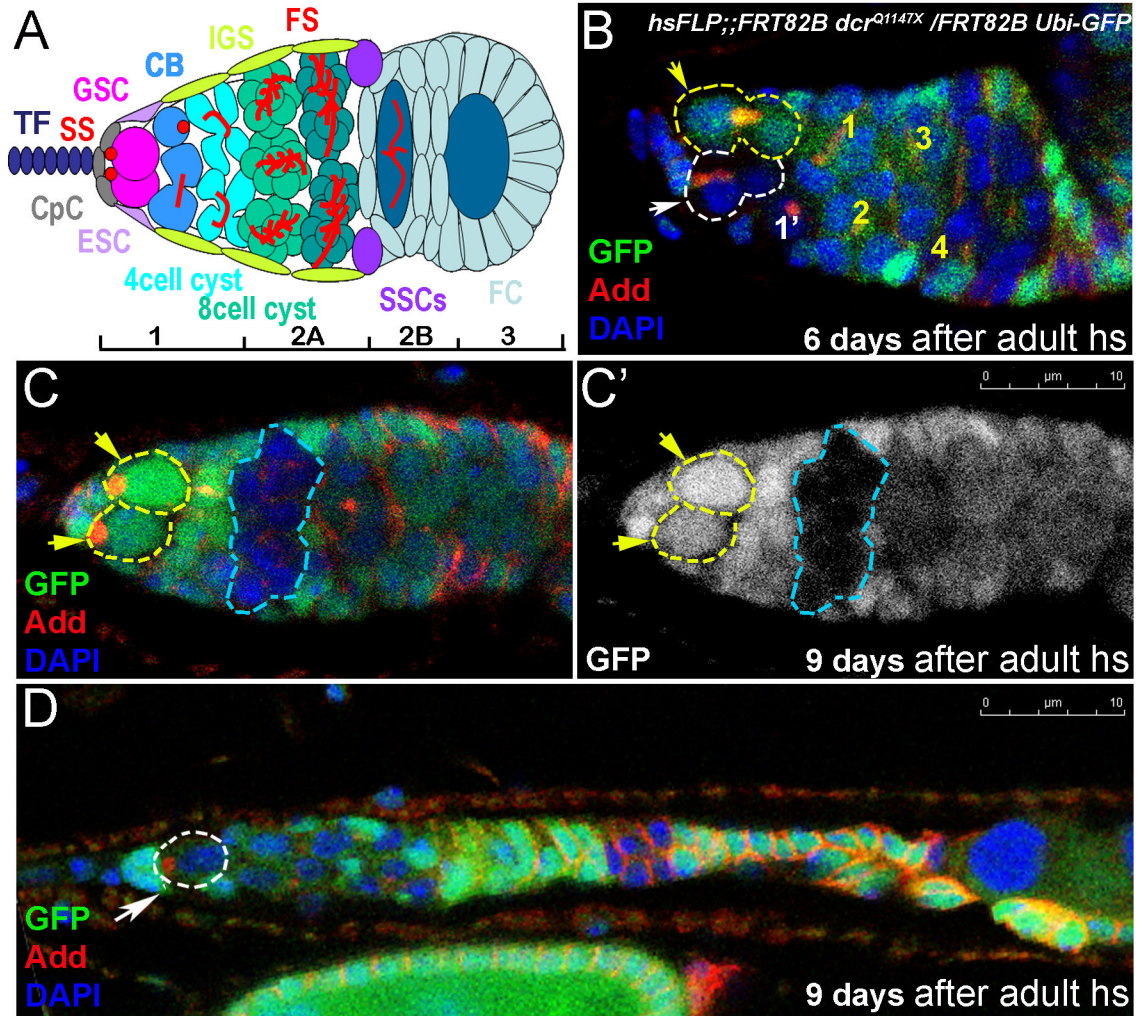 A
IGS
FS
CB
GSC
TF
SS
CpC
ESC
4cell cyst
8cell cyst
SSCs
FC
1
2A
2B
3
B
hsFLP;;FRT82B dcrQ1147X /FRT82B Ubi-GFP
1
3
2
1’
4
GFP
Add
DAPI
6 days after adult hs
C
GFP
Add
DAPI
C’
0 µm 10
GFP
9 days after adult hs
D
0 µm 10
GFP
Add
DAPI
9 days after adult hs